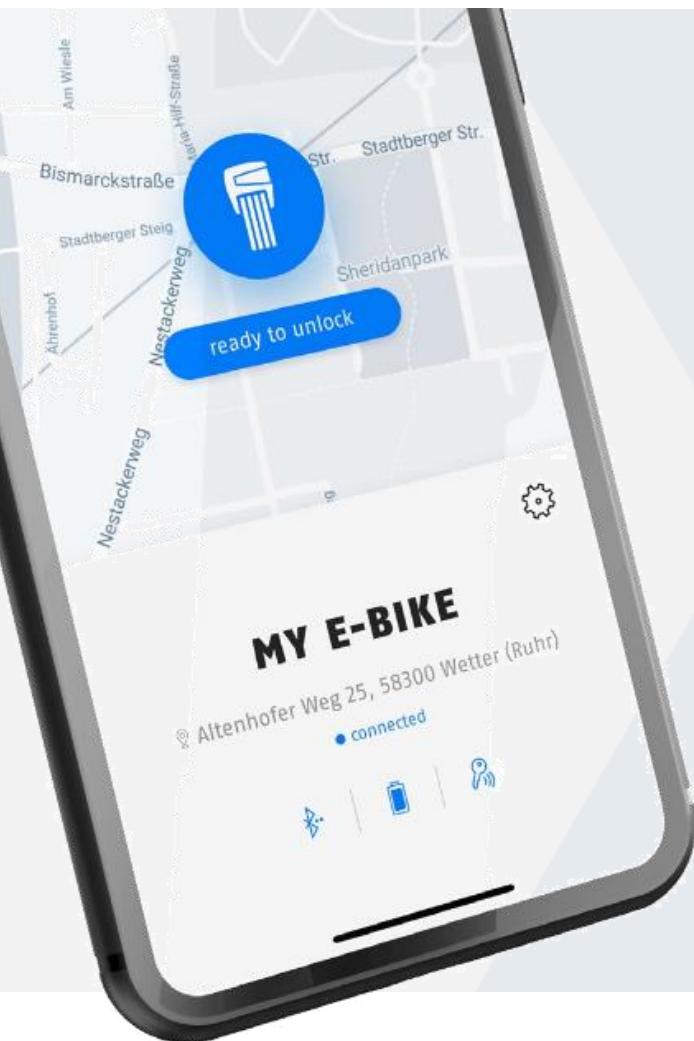 Am Wiesle
Maria-Hilf-Straße
Bismarckstraße
Str.
Stadtberger Str.
Stadtberger Steig
Nestackerweg
Sheridanpark
Ahrenhof
ready to unlock
Nestackerweg
MY E-BIKE
Altenhofer Weg 25, 58300 Wetter (Ruhr)
connected